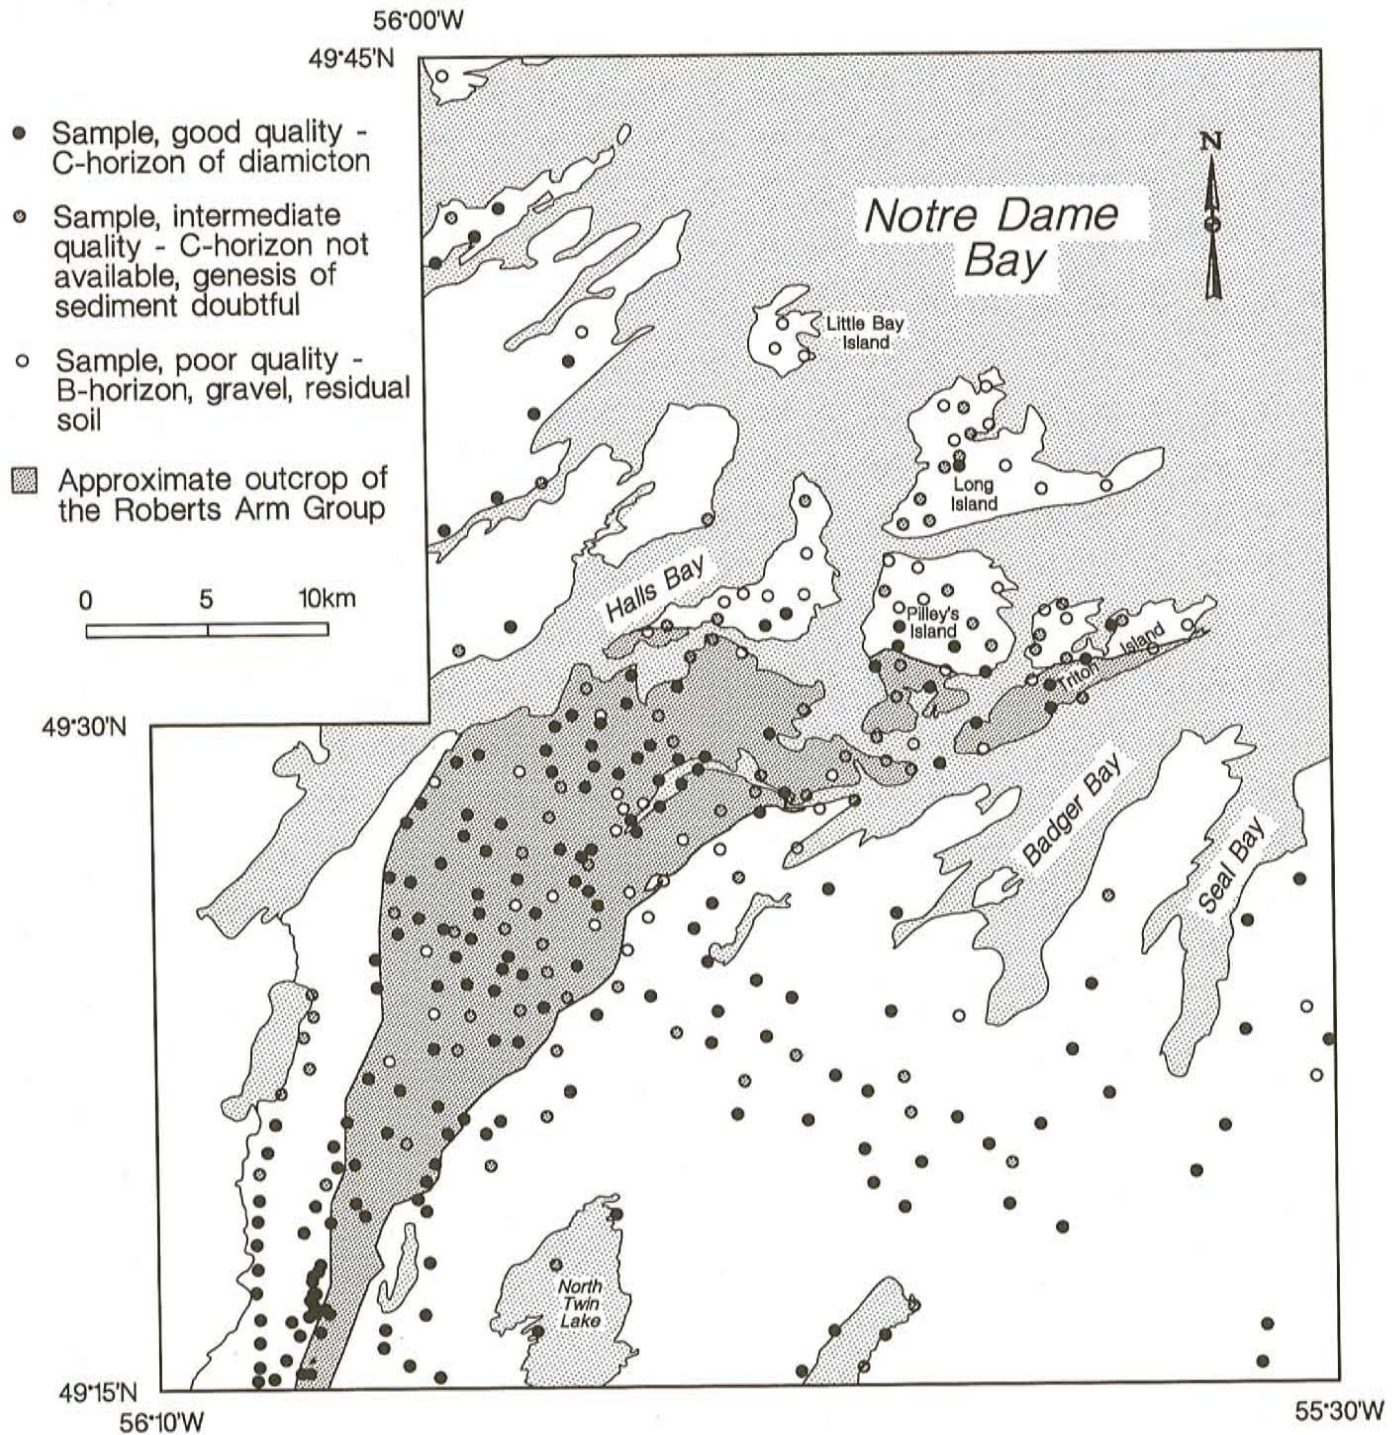 56°00'W
49°45'N
Sample, good quality -
C-horizon of diamicton
Sample, intermediate
quality - C-horizon not
available, genesis of
sediment doubtful
Sample, poor quality -
B-horizon, gravel, residual
soil
Approximate outcrop of
the Roberts Arm Group
0 5 10km
N
Notre Dame
Bay
Little Bay
Island
Long
Island
Halls Bay
Pilley's
Island
Triton Island
49°30'N
Badger Bay
Seal Bay
North
Twin
Lake
49°15'N
56°10'W
55°30'W